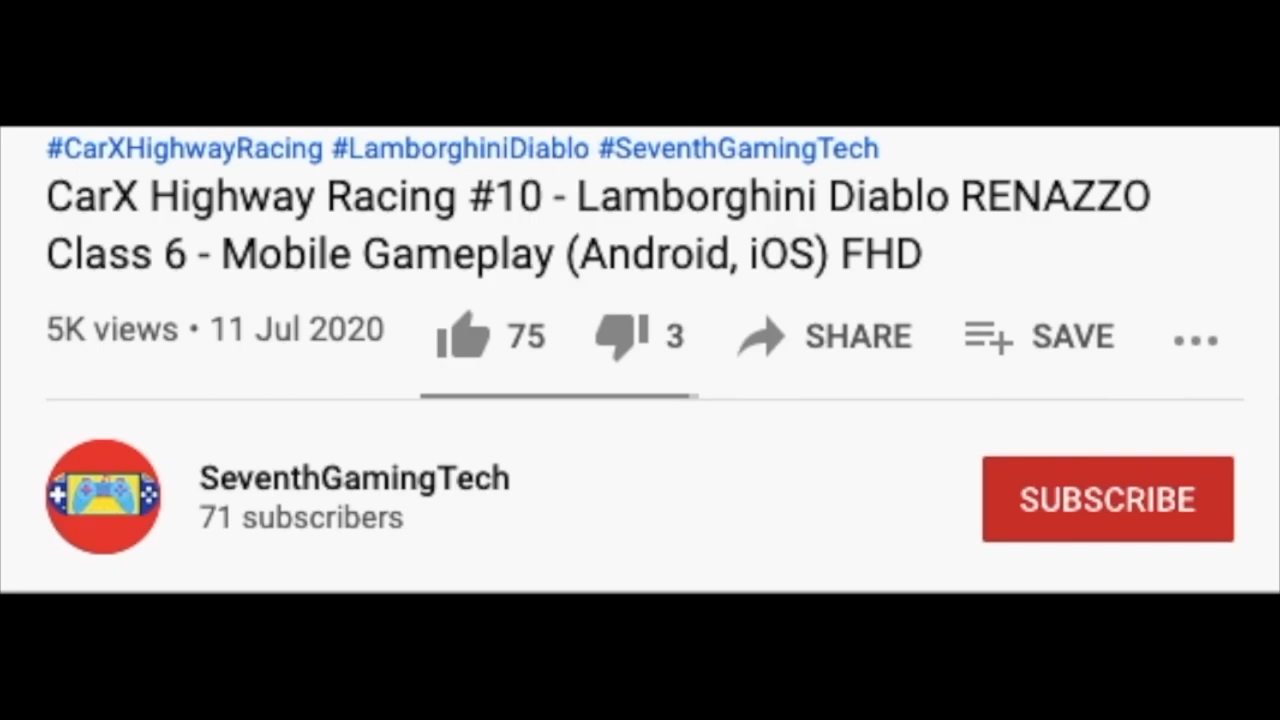 #CarXHighwayRacing #LamborghiniDiablo #SeventhGamingTech
CarX Highway Racing #10 - Lamborghini Diablo RENAZZO
Class 6 - Mobile Gameplay (Android, iOS) FHD
5K views • 11 Jul 2020 75 3 SHARE SAVE
SeventhGamingTech
71 subscribers
SUBSCRIBE